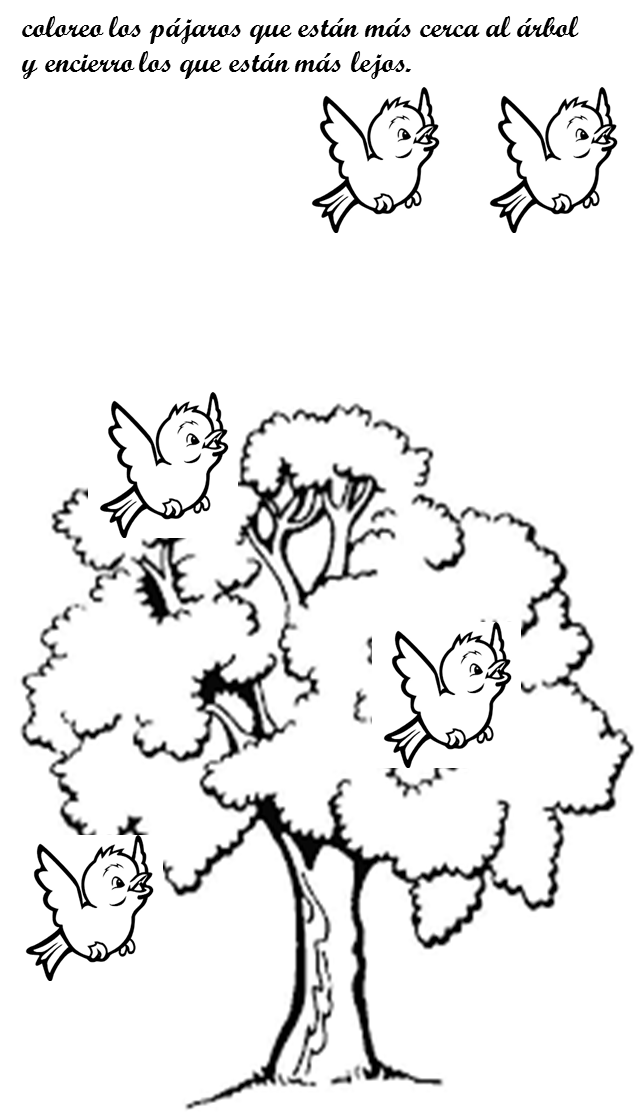 coloreo los pájaros que están más cerca al árbol
y encierro los que están más lejos.